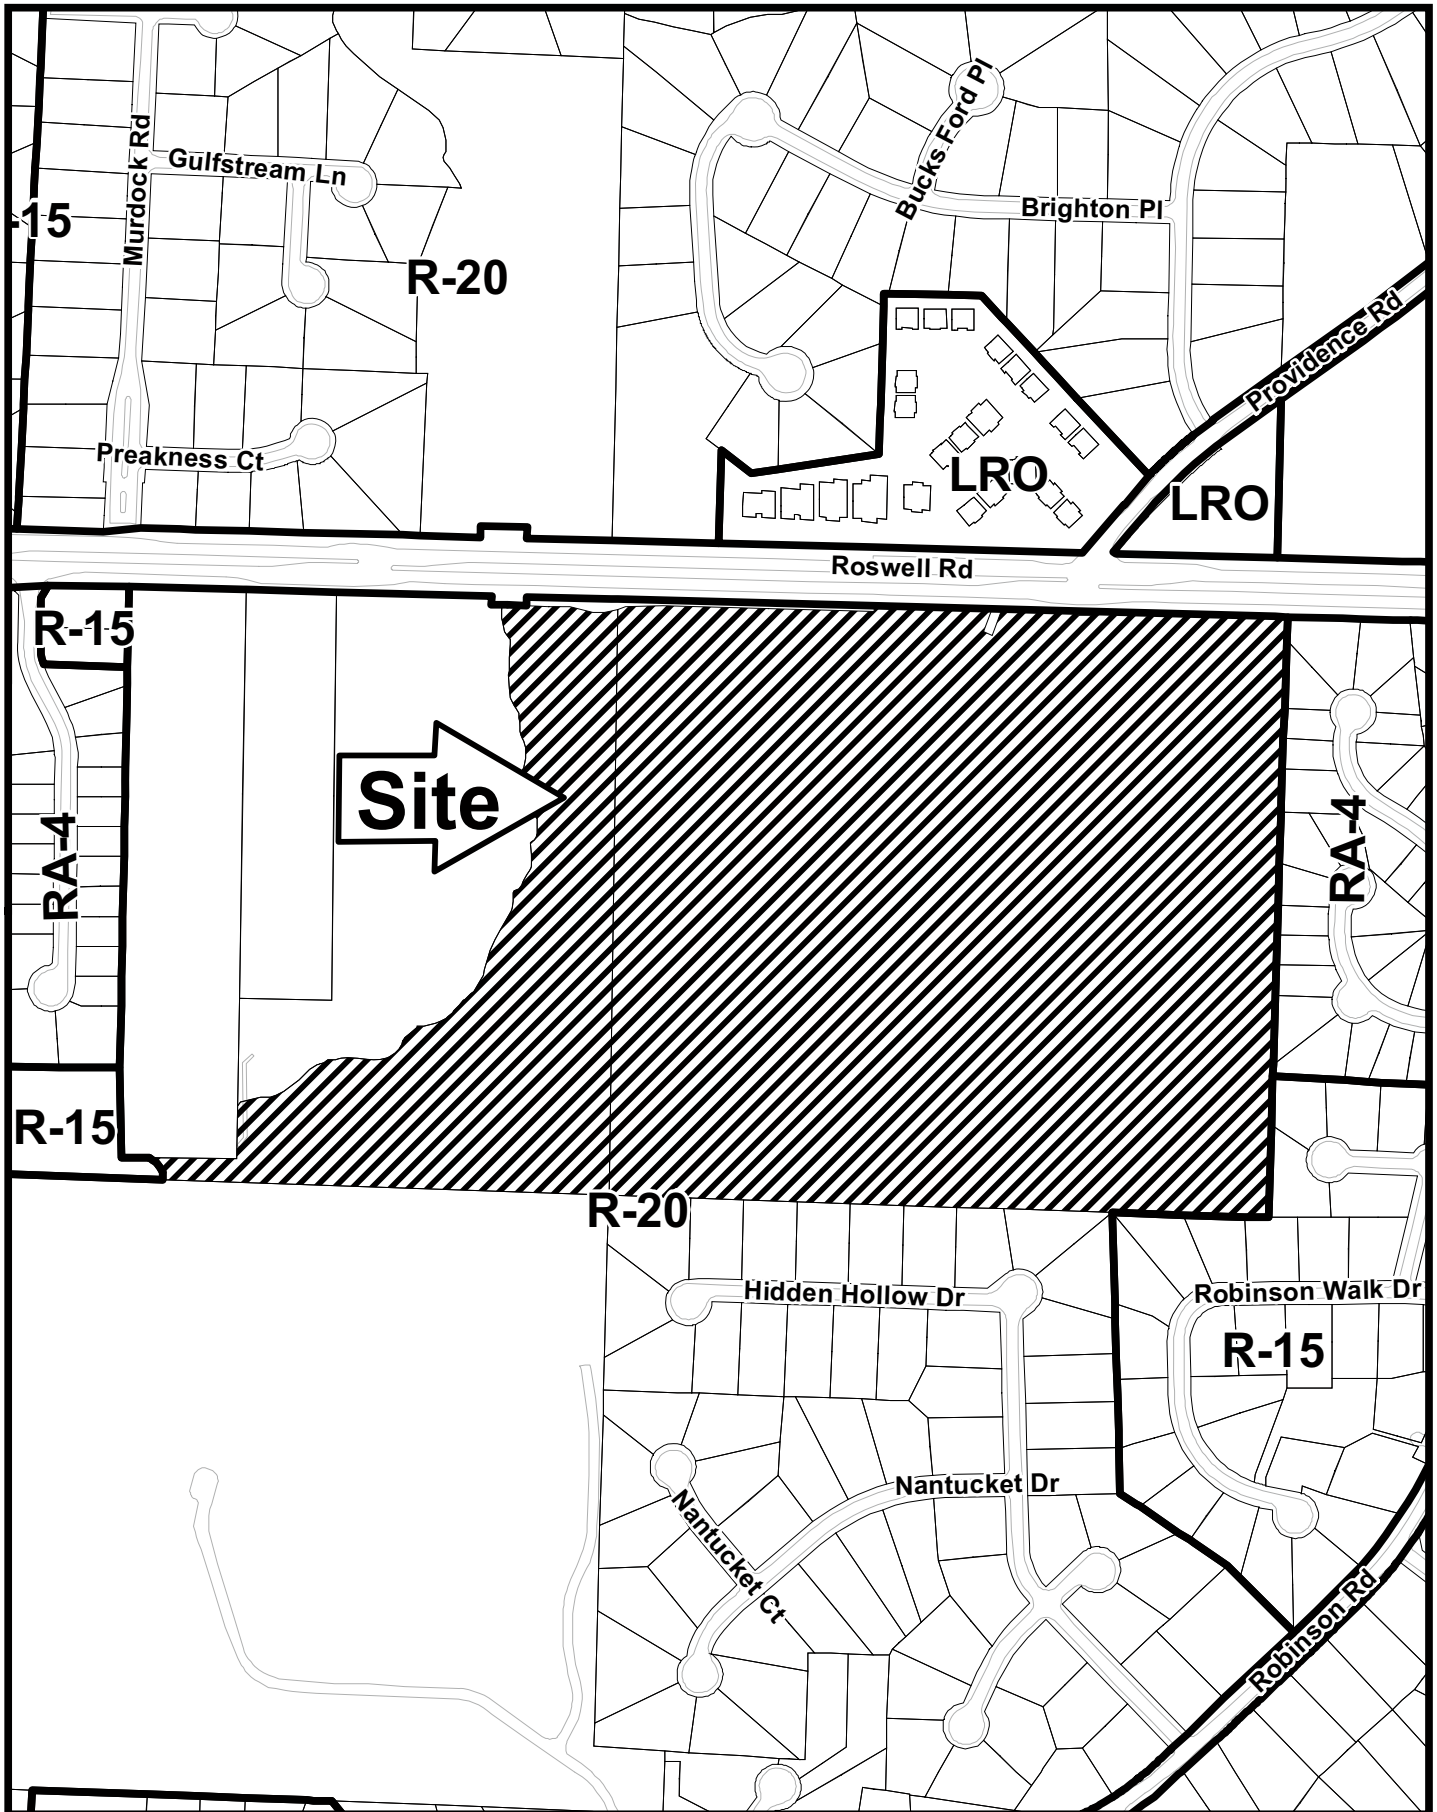 Bucks Ford Pl
Murdock Rd
Gulfstream Ln
-15
Brighton Pl
R-20
Providence Rd
Preakness Ct
LRO
LRO
Roswell Rd
R-15
Site
RA-4
RA-4
R-15
R-20
Hidden Hollow Dr
Robinson Walk Dr
R-15
Nantucket Dr
Nantucket Ct
Robinson Rd